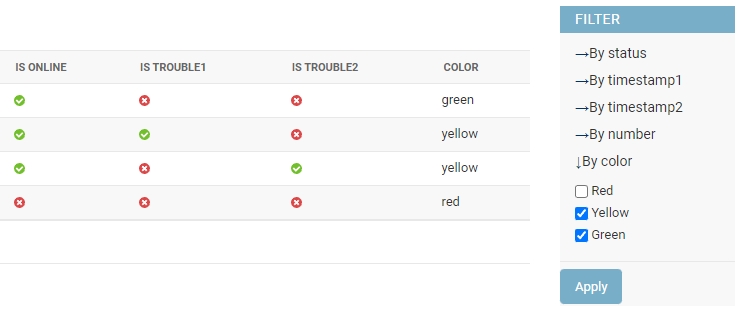 IS ONLINE IS TROUBLE1 IS TROUBLE2 COLOR
green
yellow
yellow
red
FILTER
→By status
→By timestamp1
→By timestamp2
→By number
↓By color
Red
Yellow
Green
Apply